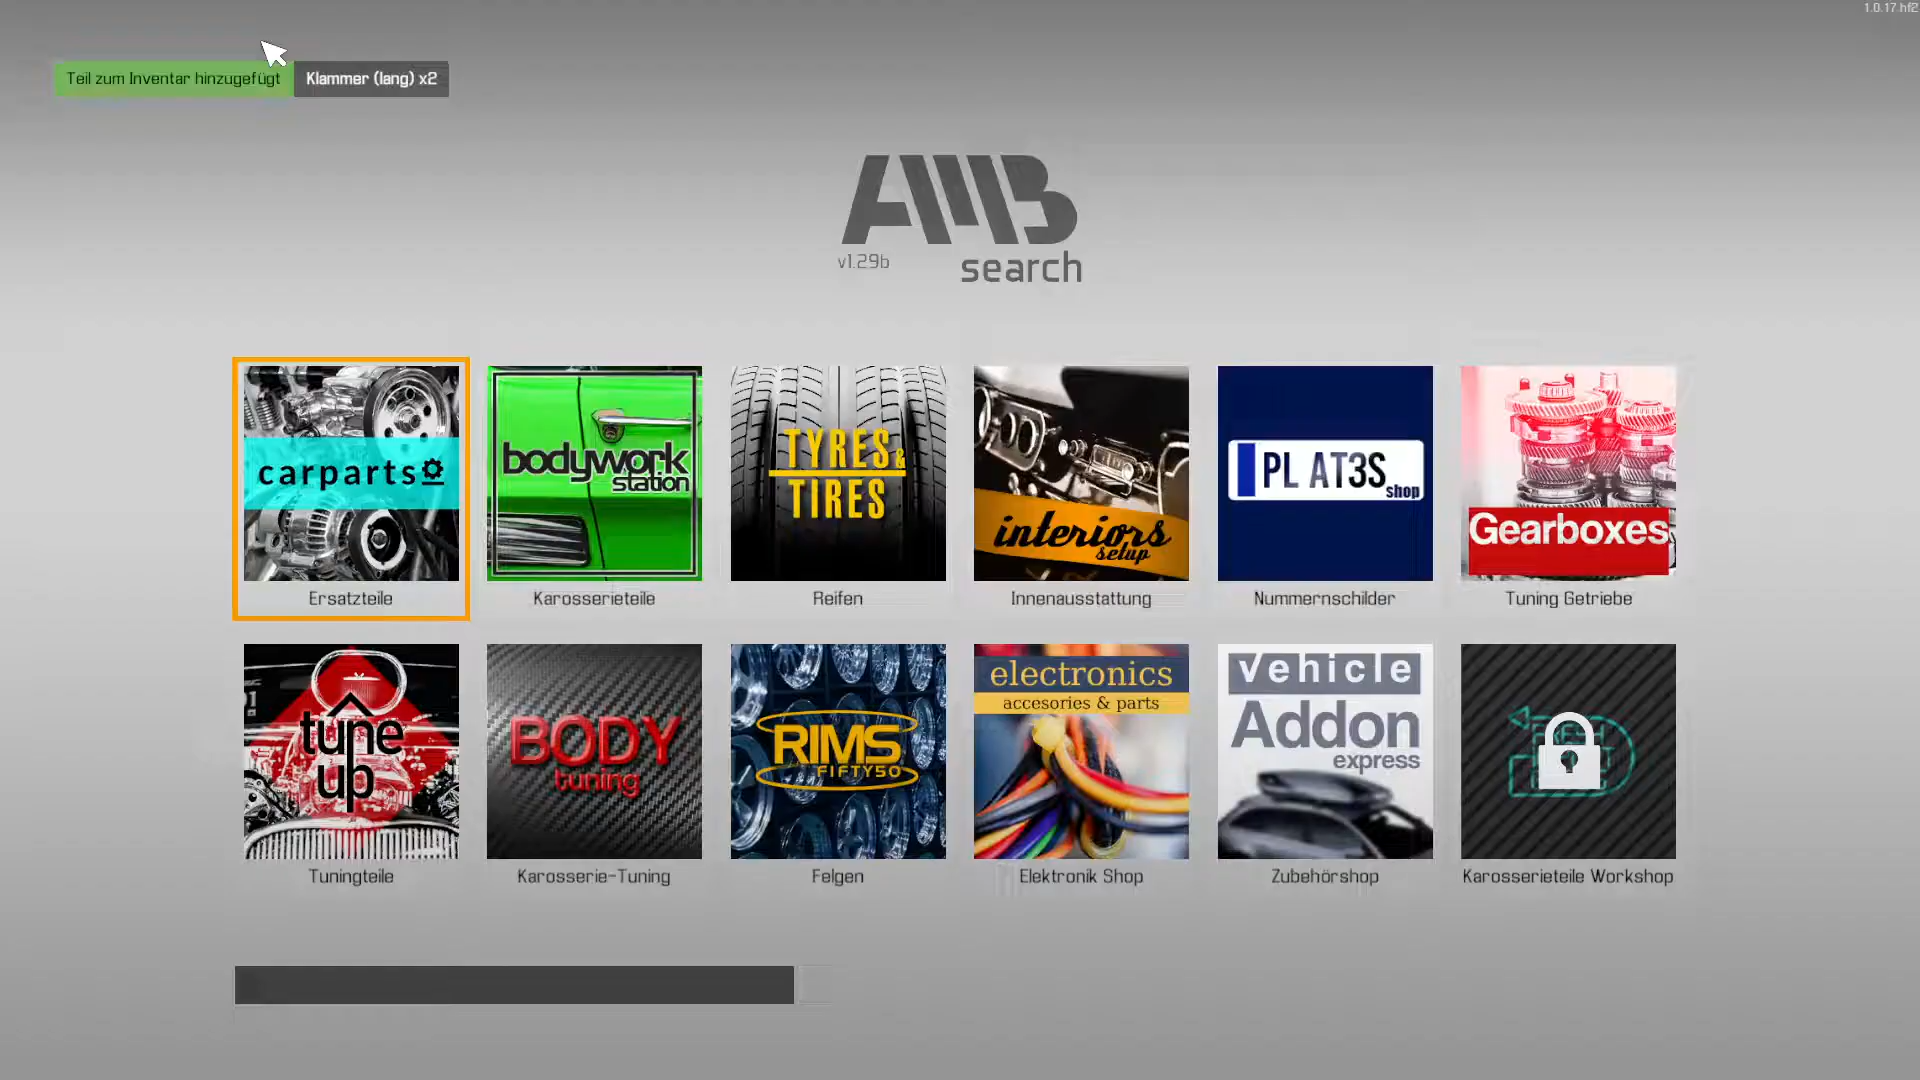 1.0.17.hf2
Teil zum Inventar hinzugefügt Klammer (lang) x2
AMB
v1.29b
search
carparts
Ersatzteile
bodywork
station
Karosserieteile
TYRES &
TIRES
Reifen
interiors
setup
Innenausstattung
PL AT3S
shop
Nummernschilder
Gearboxes
Tuning Getriebe
tune
up
Tuningteile
BODY
tuning
Karosserie-Tuning
RIMS
FIFTY50
Felgen
electronics
accesories & parts
Elektronik Shop
vehicle
Addon
express
Zubehörshop
Karosserieteile Workshop